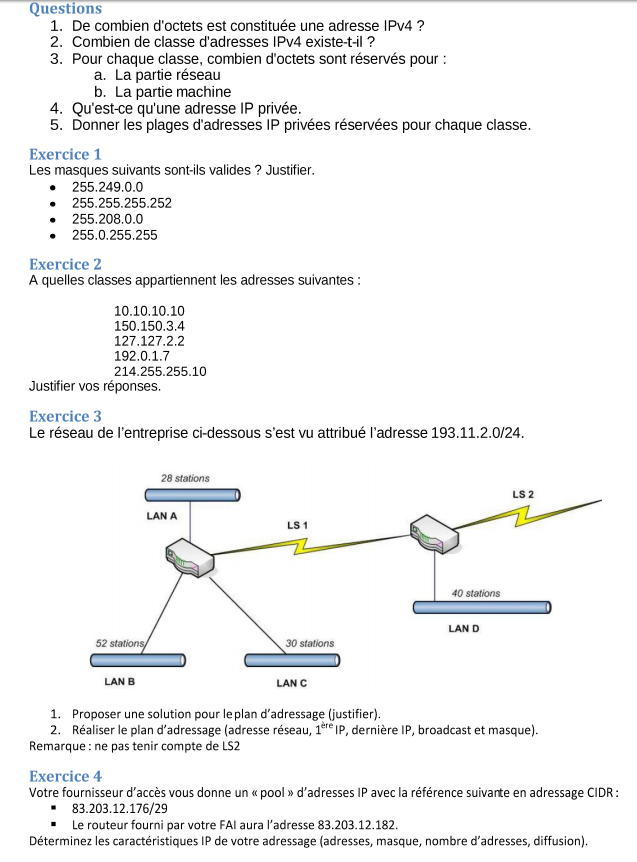 Questions
1. De combien d'octets est constituée une adresse IPv4 ?
2. Combien de classe d'adresses IPv4 existe-t-il ?
3. Pour chaque classe, combien d'octets sont réservés pour :
a. La partie réseau
b. La partie machine
4. Qu'est-ce qu'une adresse IP privée.
5. Donner les plages d'adresses IP privées réservées pour chaque classe.
Exercice 1
Les masques suivants sont-ils valides ? Justifier.
• 255.249.0.0
• 255.255.255.252
• 255.208.0.0
• 255.0.255.255
Exercice 2
A quelles classes appartiennent les adresses suivantes :
10.10.10.10
150.150.3.4
127.127.2.2
192.0.1.7
214.255.255.10
Justifier vos réponses.
Exercice 3
Le réseau de l'entreprise ci-dessous s'est vu attribué l'adresse 193.11.2.0/24.
28 stations
LAN A
LS 1
LS 2
40 stations
LAN D
52 stations
30 stations
LAN B
LAN C
1. Proposer une solution pour le plan d'adressage (justifier).
2. Réaliser le plan d'adressage (adresse réseau, 1ère IP, dernière IP, broadcast et masque).
Remarque : ne pas tenir compte de LS2
Exercice 4
Votre fournisseur d'accès vous donne un « pool » d'adresses IP avec la référence suivante en adressage CIDR :
▪ 83.203.12.176/29
▪ Le routeur fourni par votre FAI aura l'adresse 83.203.12.182.
Déterminez les caractéristiques IP de votre adressage (adresses, masque, nombre d'adresses, diffusion).